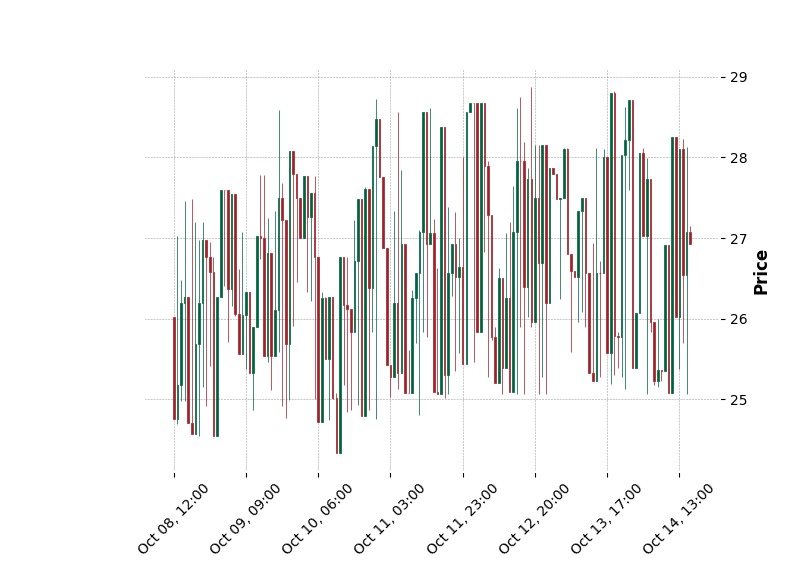 29
28
27
26
25
Price
Oct 08, 12:00
Oct 09, 09:00
Oct 10, 06:00
Oct 11, 03:00
Oct 11, 23:00
Oct 12, 20:00
Oct 13, 17:00
Oct 14, 13:00